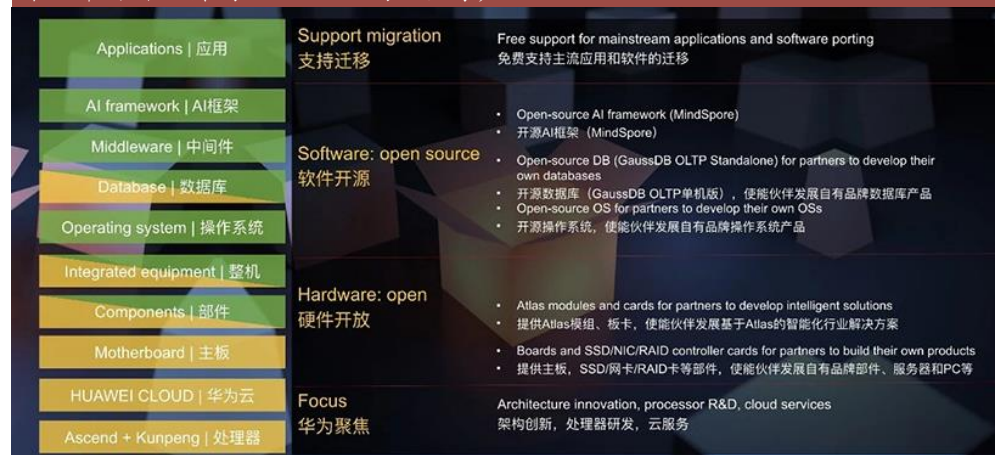 Applications | 应用
Support migration
支持迁移
Free support for mainstream applications and software porting
免费支持主流应用和软件的迁移
AI framework | AI框架
Middleware | 中间件
Database | 数据库
Operating system | 操作系统
Software: open source
软件开源
• Open-source AI framework (MindSpore)
• 开源AI框架（MindSpore）
• Open-source DB (GaussDB OLTP Standalone) for partners to develop their
own databases
• 开源数据库（GaussDB OLTP单机版），使能伙伴发展自有品牌数据库产品
• Open-source OS for partners to develop their own OSs
• 开源操作系统，使能伙伴发展自有品牌操作系统产品
Integrated equipment | 整机
Components | 部件
Motherboard | 主板
Hardware: open
硬件开放
• Atlas modules and cards for partners to develop intelligent solutions
• 提供Atlas模组、板卡，使能伙伴发展基于Atlas的智能化行业解决方案
• Boards and SSD/NIC/RAID controller cards for partners to build their own products
• 提供主板，SSD/网卡/RAID卡等部件，使能伙伴发展自有品牌部件、服务器和PC等
HUAWEI CLOUD | 华为云
Ascend + Kunpeng | 处理器
Focus
华为聚焦
Architecture innovation, processor R&D, cloud services
架构创新，处理器研发，云服务